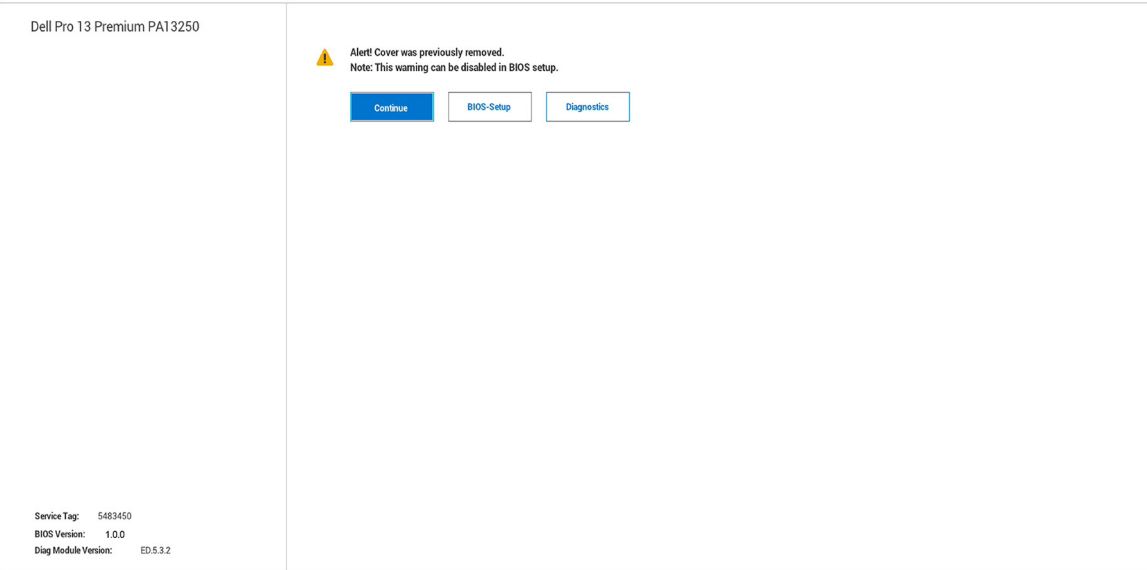 Dell Pro 13 Premium PA13250
Alert! Cover was previously removed.
Note: This warning can be disabled in BIOS setup.
Continue BIOS-Setup Diagnostics
Service Tag: 5483450
BIOS Version: 1.0.0
Diag Module Version: ED.5.3.2